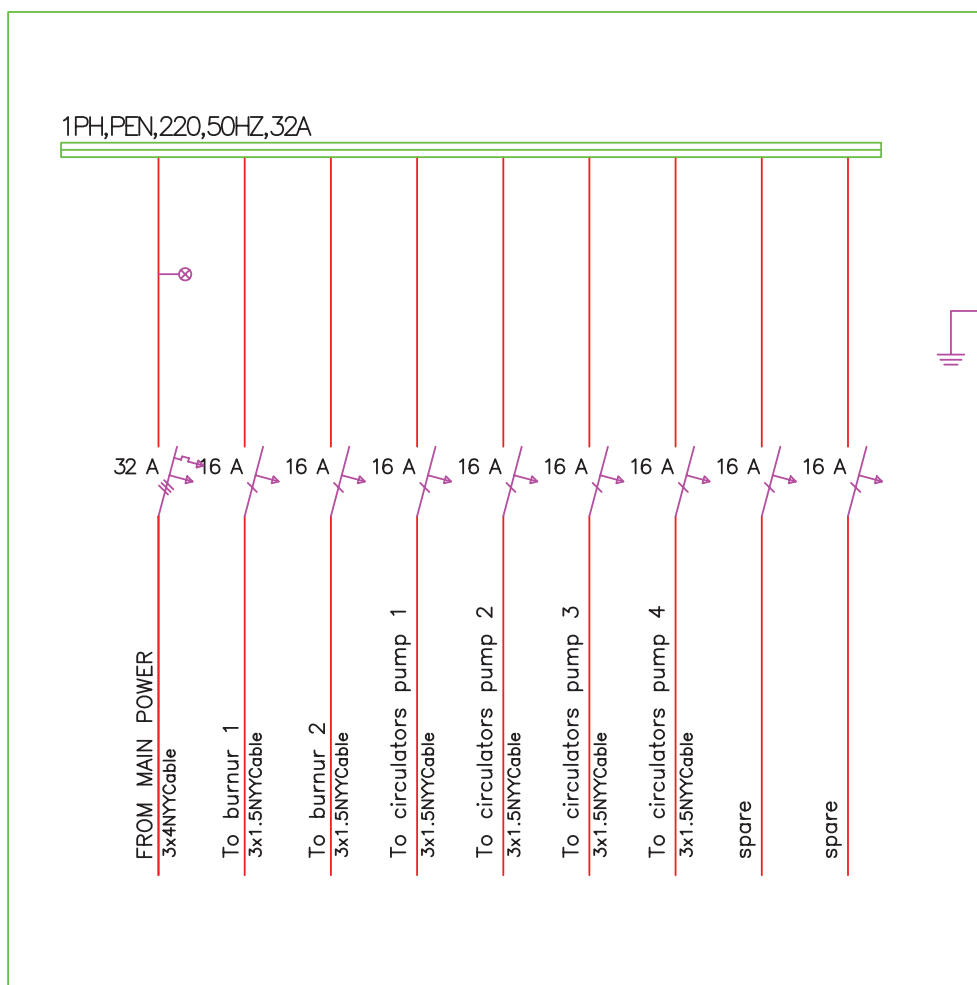 1PH,PEN,220,50HZ,32A
32 A
16 A
16 A
16 A
16 A
16 A
16 A
16 A
16 A
FROM MAIN POWER
3x4NYYCable
To burnur 1
3x1.5NYYCable
To burnur 2
3x1.5NYYCable
To circulators pump 1
3x1.5NYYCable
To circulators pump 2
3x1.5NYYCable
To circulators pump 3
3x1.5NYYCable
To circulators pump 4
3x1.5NYYCable
spare
spare